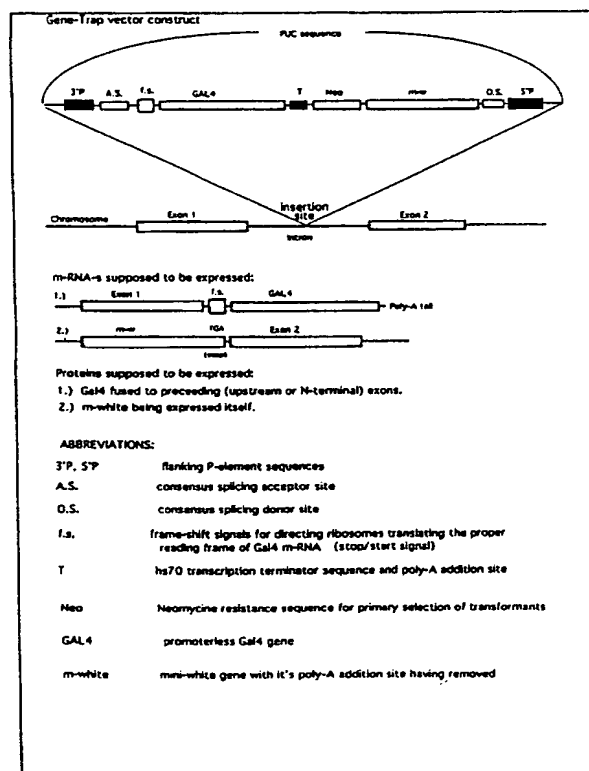 Gene-Trap vector construct
PUC sequence
3'P A.S. f.s. GAL4 T Neo m-w O.S. 5'P
insertion
site
Chromosome Exon 1 Exon 2
intron
m-RNA-s supposed to be expressed:
1.) Exon 1 f.s. GAL4 Poly-A tail
2.) m-w TGA Exon 2
Proteins supposed to be expressed:
1.) Gal4 fused to preceeding (upstream or N-terminal) exons.
2.) m-white being expressed itself.
ABBREVIATIONS:
3'P, 5'P flanking P-element sequences
A.S. consensus splicing acceptor site
O.S. consensus splicing donor site
f.s. frame-shift signals for directing ribosomes translating the proper
reading frame of Gal4 m-RNA (stop/start signal)
T hs70 transcription terminator sequence and poly-A addition site
Neo Neomycine resistance sequence for primary selection of transformants
GAL4 promoterless Gal4 gene
m-white mini-white gene with it's poly-A addition site having removed